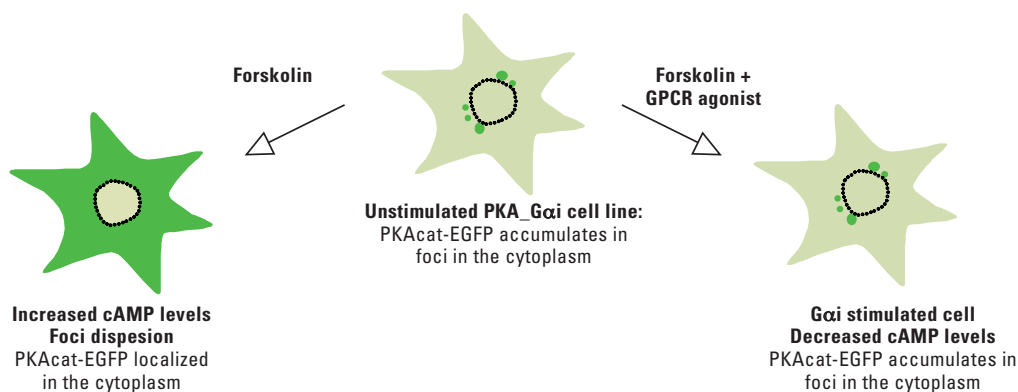 Forskolin
Forskolin +
GPCR agonist
Unstimulated PKA_Gαi cell line:
PKAcat-EGFP accumulates in
foci in the cytoplasm
Increased cAMP levels
Foci dispesion
PKAcat-EGFP localized
in the cytoplasm
Gαi stimulated cell
Decreased cAMP levels
PKAcat-EGFP accumulates in
foci in the cytoplasm